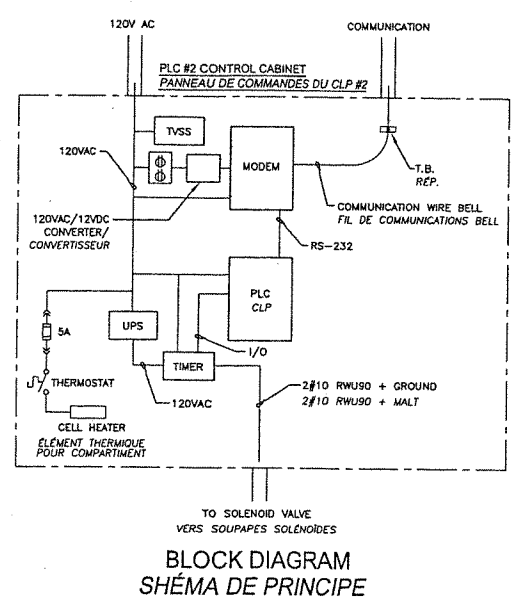 120V AC
COMMUNICATION
PLC #2 CONTROL CABINET
PANNEAU DE COMMANDES DU CLP #2
TVSS
120VAC
MODEM
T.B.
RÉP.
120VAC/12VDC
CONVERTER/
CONVERTISSEUR
COMMUNICATION WIRE BELL
FIL DE COMMUNICATIONS BELL
RS-232
PLC
CLP
UPS
5A
I/O
TIMER
THERMOSTAT
120VAC
2#10 RWU90 + GROUND
2#10 RWU90 + MALT
CELL HEATER
ÉLÉMENT THERMIQUE
POUR COMPARTIMENT
TO SOLENOID VALVE
VERS SOUPAPES SOLÉNOÏDES
BLOCK DIAGRAM
SHÉMA DE PRINCIPE